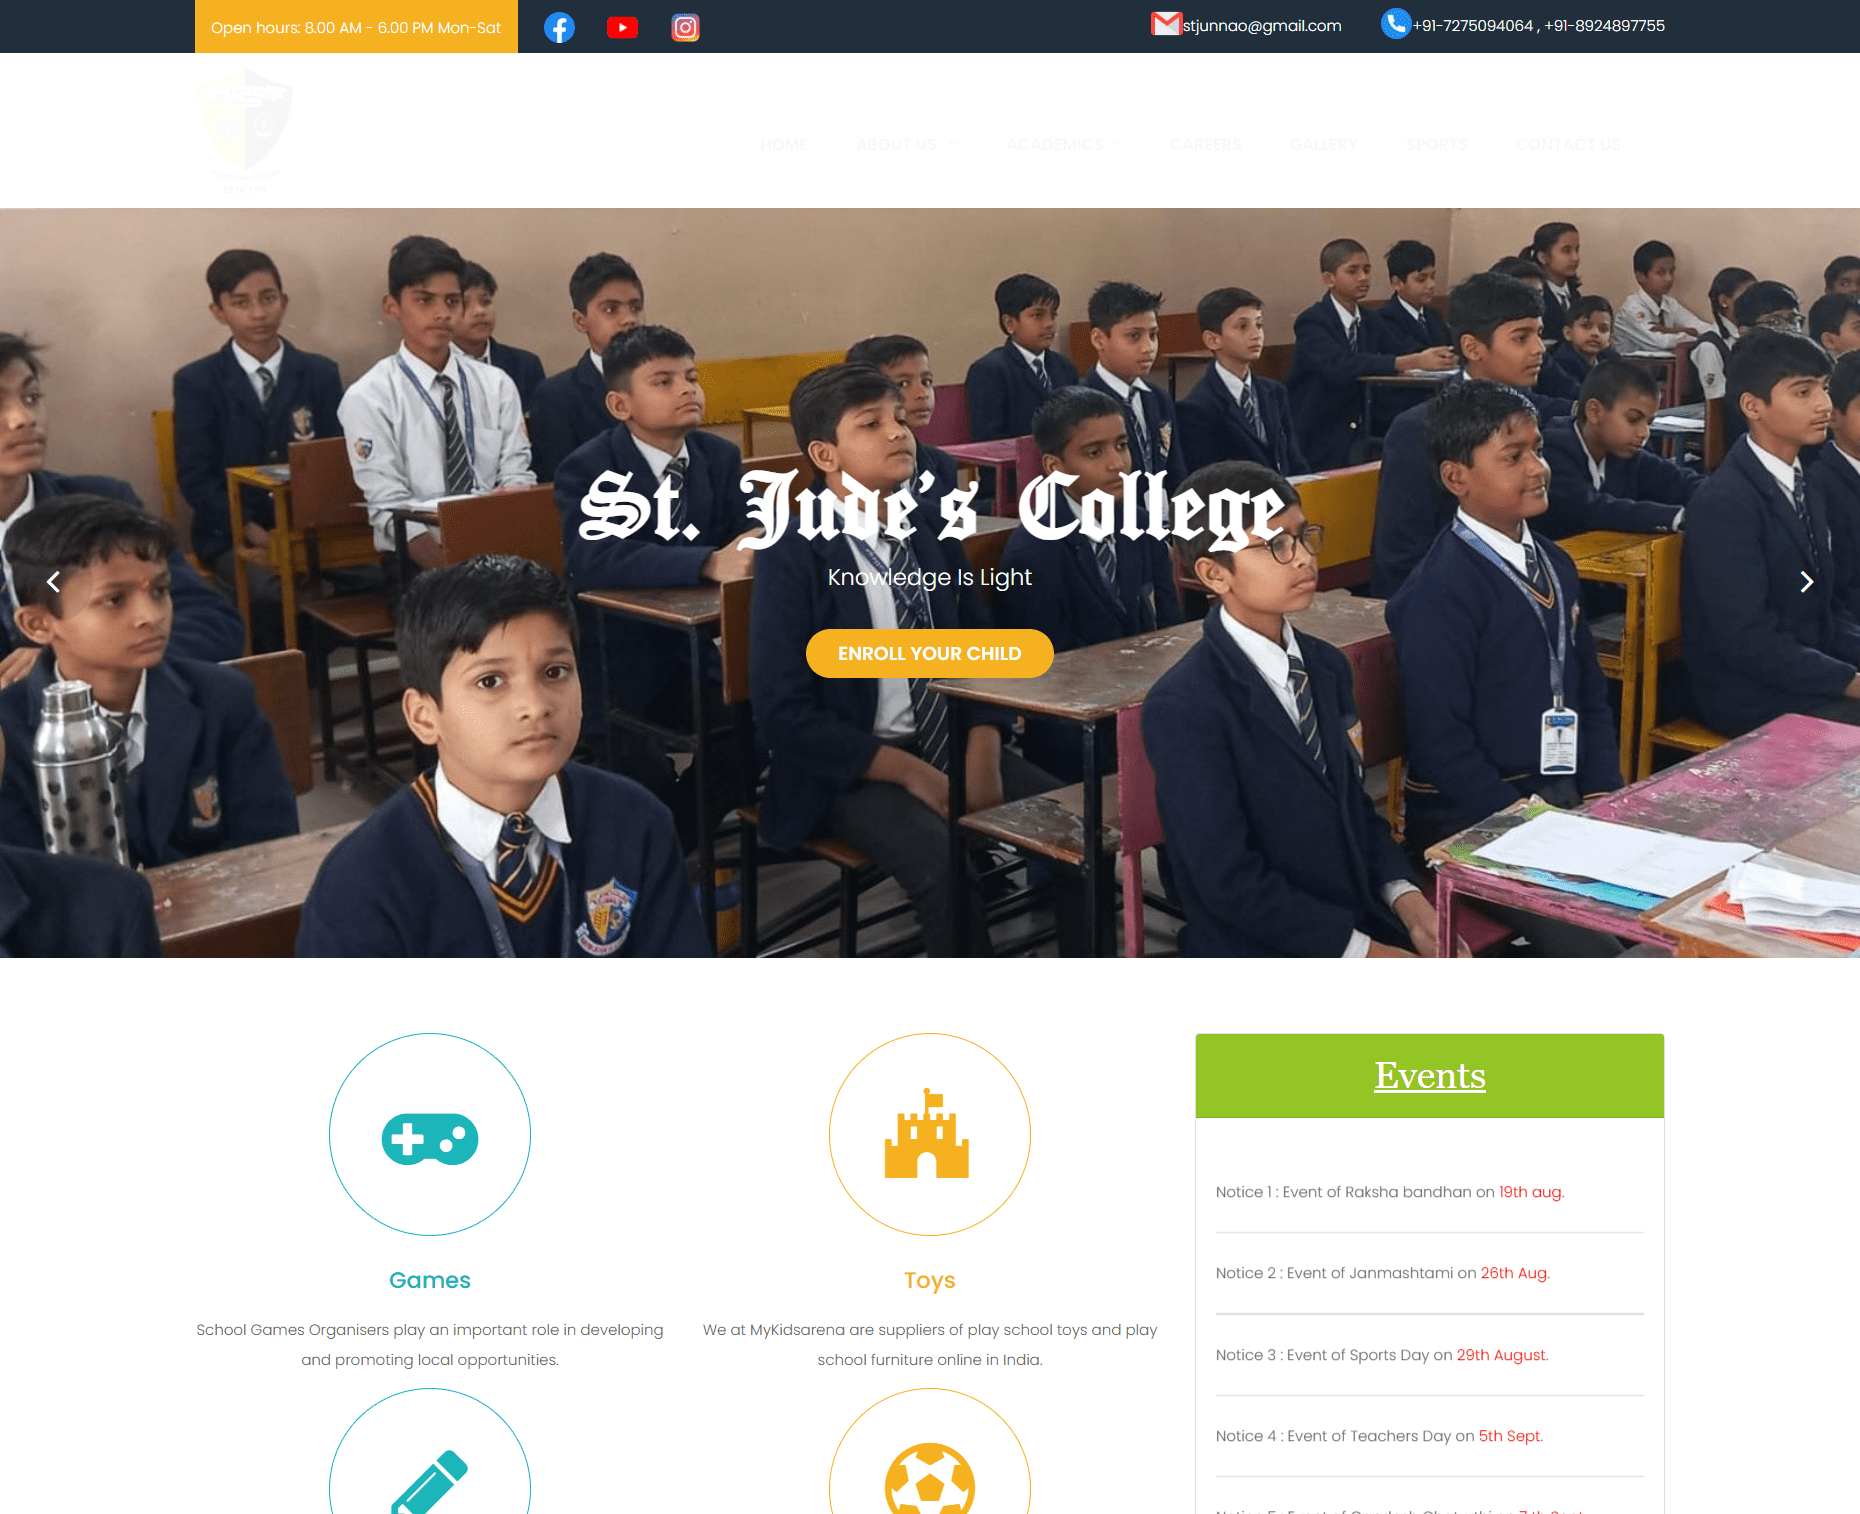 Open hours: 8.00 AM - 6.00 PM Mon-Sat
stjunnao@gmail.com
+91-7275094064 , +91-8924897755
HOME
ABOUT US
ACADEMICS
CAREERS
GALLERY
SPORTS
CONTACT US
St. Jude's College
Knowledge Is Light
ENROLL YOUR CHILD
Games
School Games Organisers play an important role in developing
and promoting local opportunities.
Toys
We at MyKidsarena are suppliers of play school toys and play
school furniture online in India.
Events
Notice 1 : Event of Raksha bandhan on 19th aug.
Notice 2 : Event of Janmashtami on 26th Aug.
Notice 3 : Event of Sports Day on 29th August.
Notice 4 : Event of Teachers Day on 5th Sept.